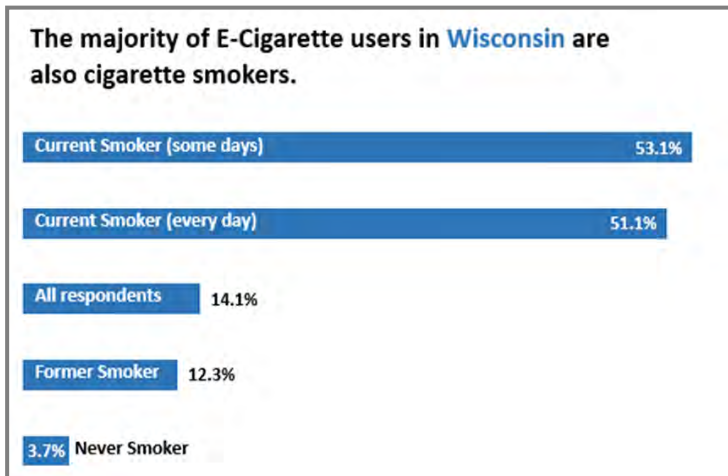 The majority of E-Cigarette users in Wisconsin are
also cigarette smokers.
Current Smoker (some days) 53.1%
Current Smoker (every day) 51.1%
All respondents 14.1%
Former Smoker 12.3%
3.7% Never Smoker